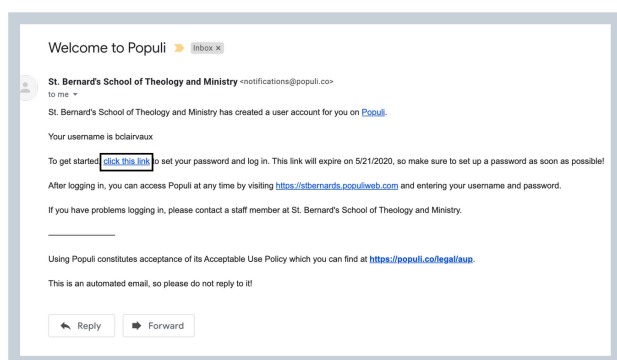 Welcome to Populi Inbox ×
St. Bernard's School of Theology and Ministry <notifications@populi.co>
to me
St. Bernard's School of Theology and Ministry has created a user account for you on Populi.
Your username is bclairvaux
To get started click this link to set your password and log in. This link will expire on 5/21/2020, so make sure to set up a password as soon as possible!
After logging in, you can access Populi at any time by visiting https://stbernards.populiweb.com and entering your username and password.
If you have problems logging in, please contact a staff member at St. Bernard's School of Theology and Ministry.
Using Populi constitutes acceptance of its Acceptable Use Policy which you can find at https://populi.co/legal/aup.
This is an automated email, so please do not reply to it!
Reply Forward